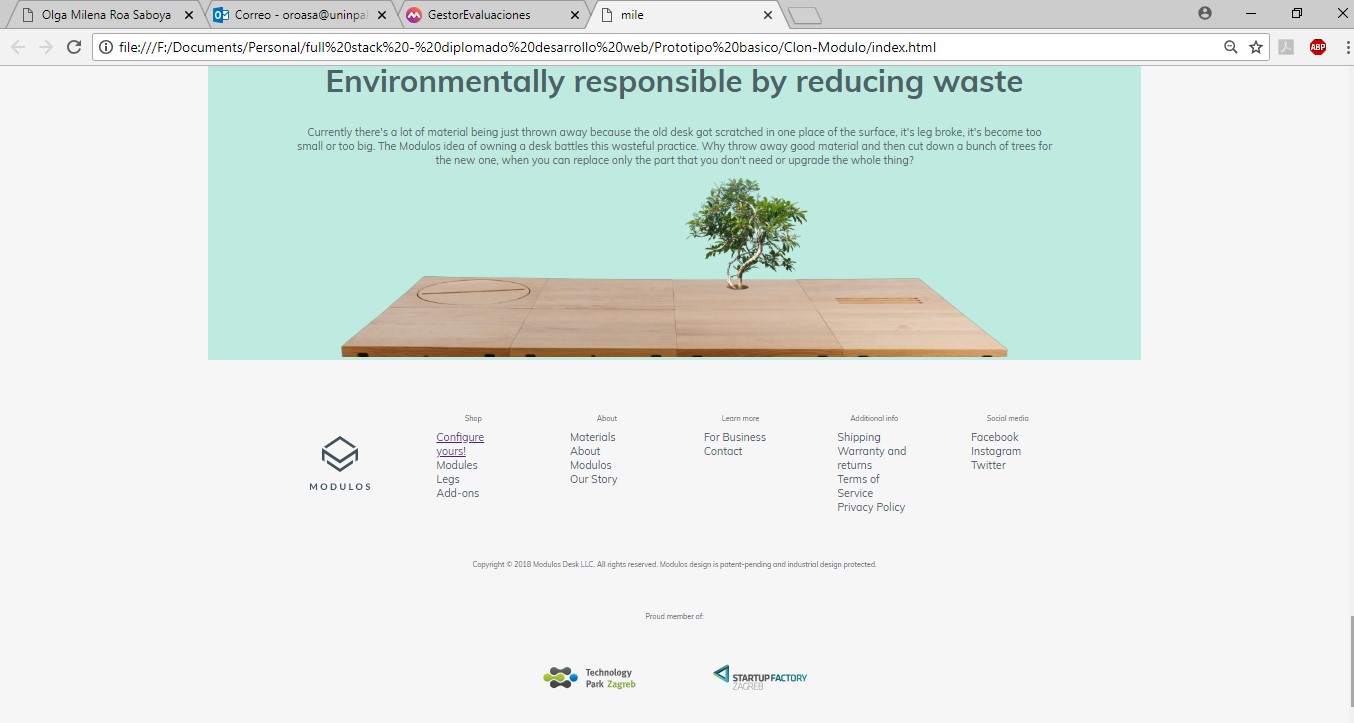 Olga Milena Roa Saboya
Correo - oroasa@uninpa
GestorEvaluaciones
mile
file:///F:/Documents/Personal/full%20stack%20-%20diplomado%20desarrollo%20web/Prototipo%20basico/Clon-Modulo/index.html
ABP
Environmentally responsible by reducing waste
Currently there's a lot of material being just thrown away because the old desk got scratched in one place of the surface, it's leg broke, it's become too
small or too big. The Modulos idea of owning a desk battles this wasteful practice. Why throw away good material and then cut down a bunch of trees for
the new one, when you can replace only the part that you don't need or upgrade the whole thing?
MODULOS
Shop
Configure
yours!
Modules
Legs
Add-ons
About
Materials
About
Modulos
Our Story
Learn more
For Business
Contact
Additional info
Shipping
Warranty and
returns
Terms of
Service
Privacy Policy
Social media
Facebook
Instagram
Twitter
Copyright © 2018 Modulos Desk LLC. All rights reserved. Modulos design is patent-pending and industrial design protected.
Proud member of:
Technology
Park Zagreb
STARTUP FACTORY
ZAGREB